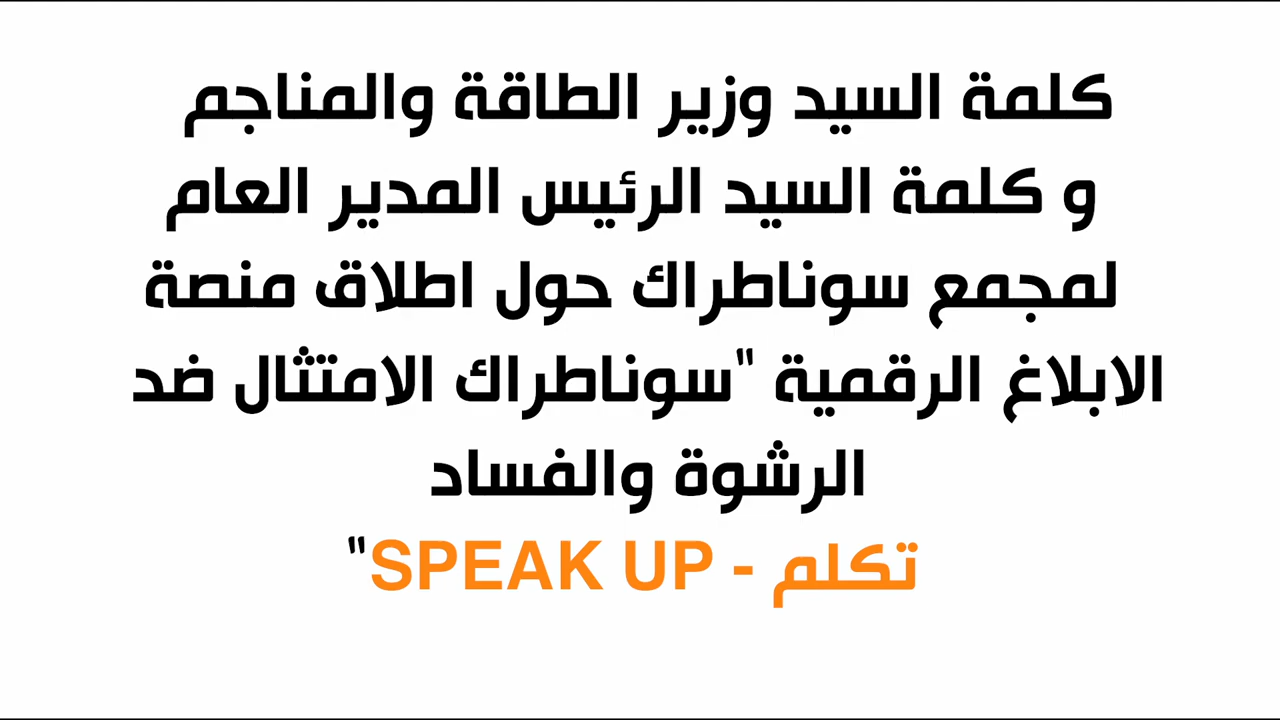 كلمة السيد وزير الطاقة والمناجم
و كلمة السيد الرئيس المدير العام
لمجمع سوناطراك حول اطلاق منصة
الابلاغ الرقمية "سوناطراك الامتثال ضد
الرشوة والفساد
تكلم - SPEAK UP"